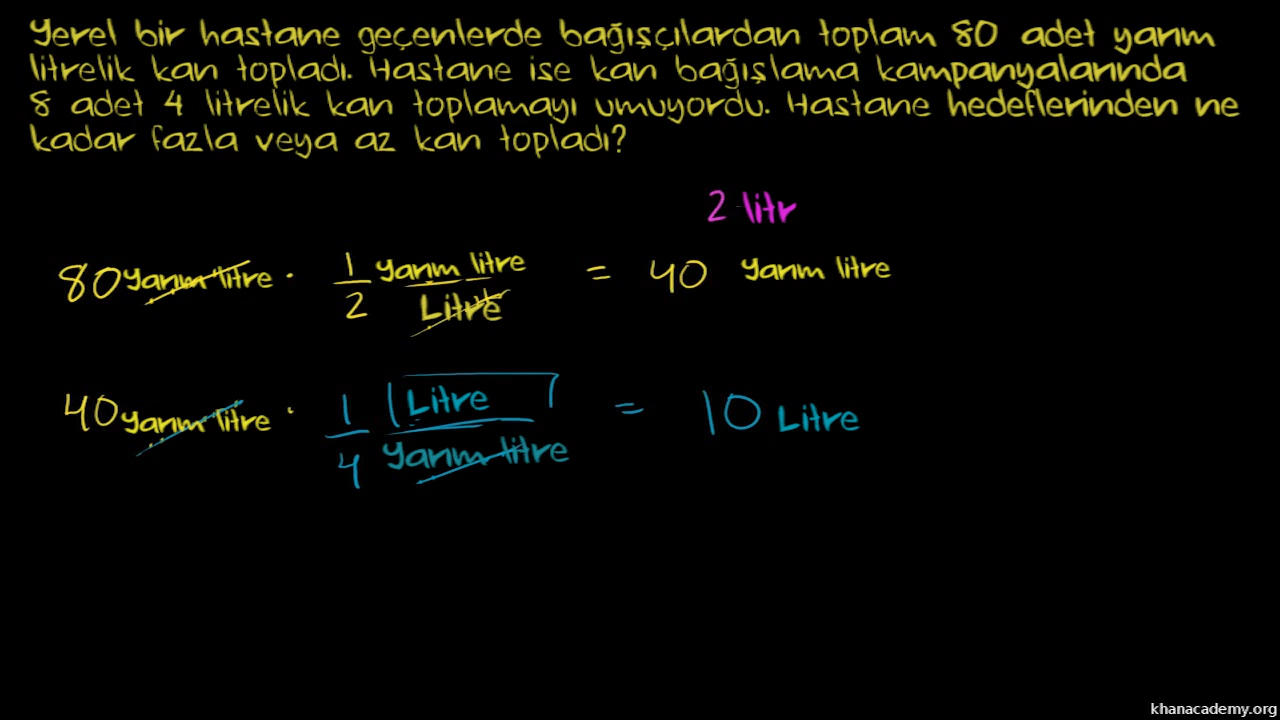 Yerel bir hastane geçenlerde bağışçılardan toplam 80 adet yarım
litrelik kan topladı. Hastane ise kan bağışlama kampanyalarında
8 adet 4 litrelik kan toplamayı umuyordu. Hastane hedeflerinden ne
kadar fazla veya az kan topladı?
2 litr
80 yarım litre · 1/2 yarım litre/Litre = 40 yarım litre
40 yarım litre · 1/4 Litre/yarım litre = 10 Litre
khanacademy.org